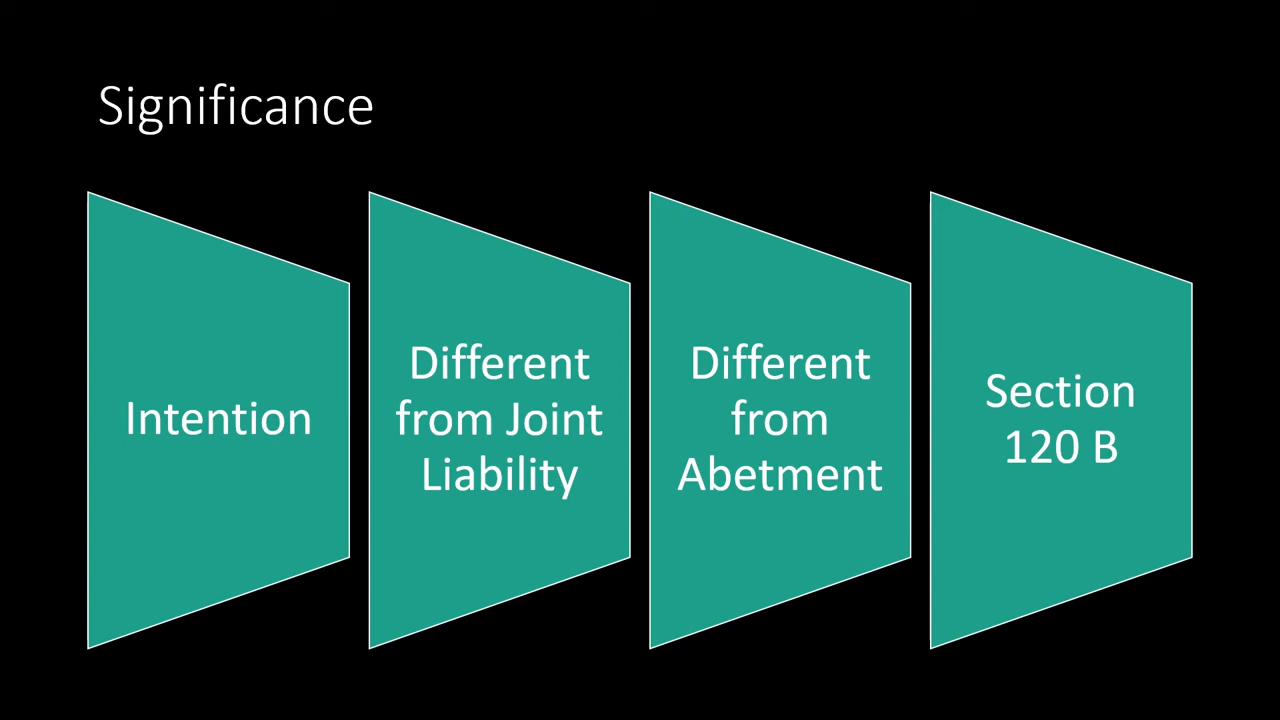 Significance
Intention
Different
from Joint
Liability
Different
from
Abetment
Section
120 B